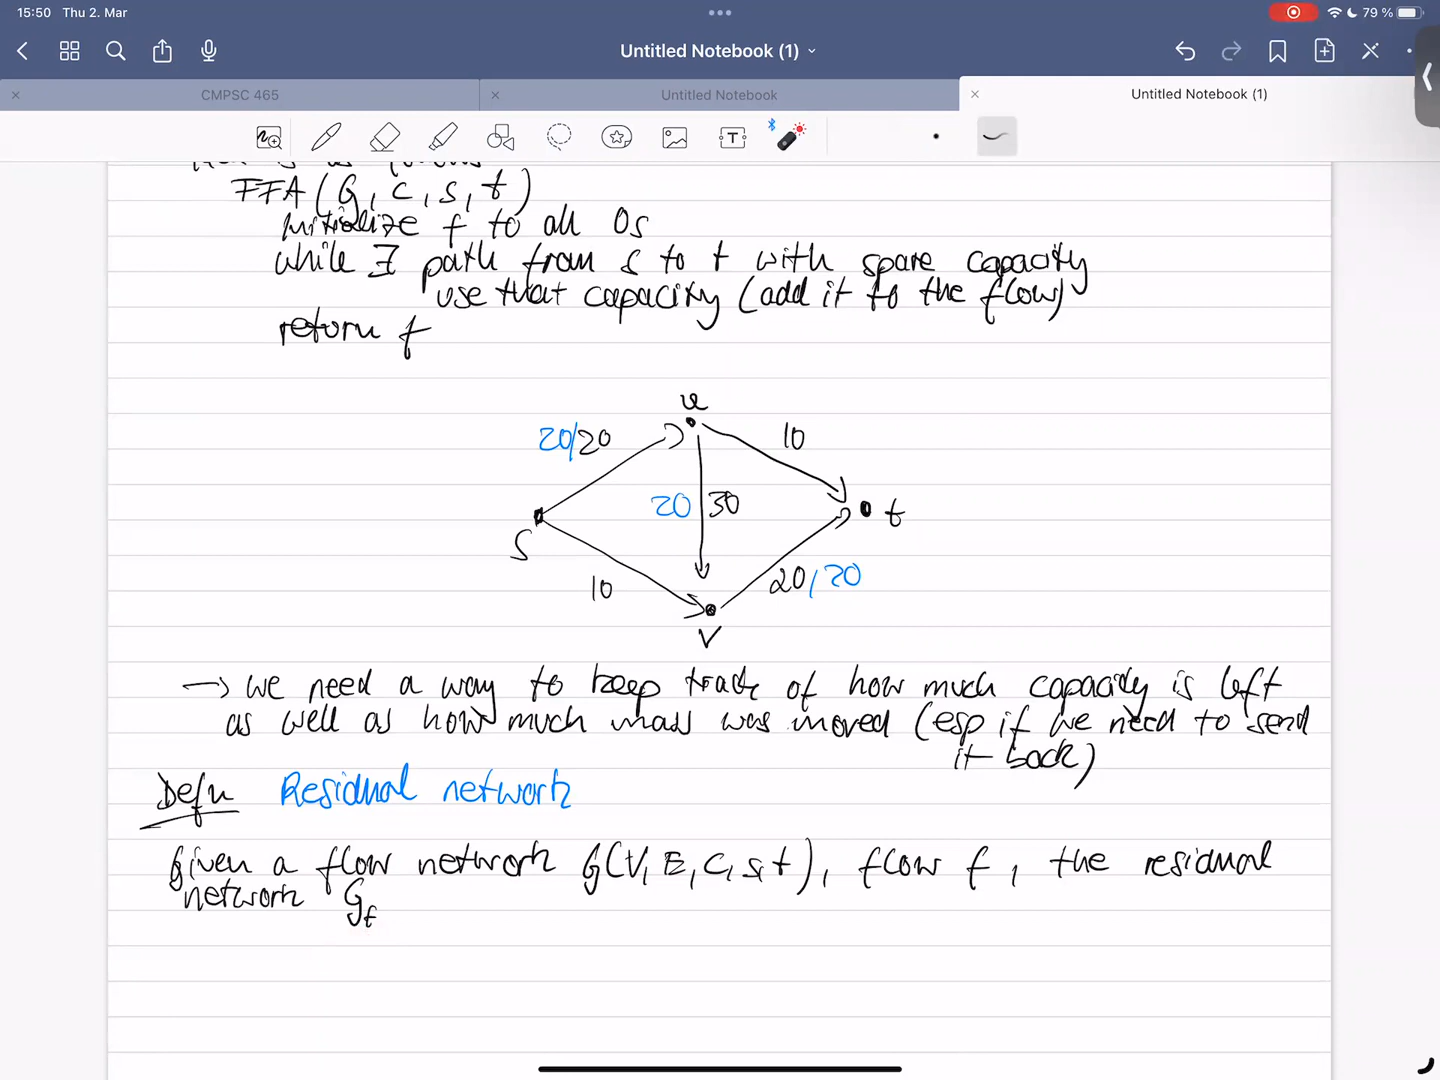 15:50 Thu 2. Mar
79 %
Untitled Notebook (1)
CMPSC 465
Untitled Notebook
Untitled Notebook (1)
FFA (G, c, s, t)
initialize f to all 0s
while ∃ path from s to t with spare capacity
use that capacity (add it to the flow)
return f
u
20/20
10
20
30
t
S
10
20/20
V
→ we need a way to keep track of how much capacity is left
as well as how much mass was moved (esp if we need to send
it back)
Defn Residual network
Given a flow network G(V, E, C, s, t), flow f, the residual
network Gf